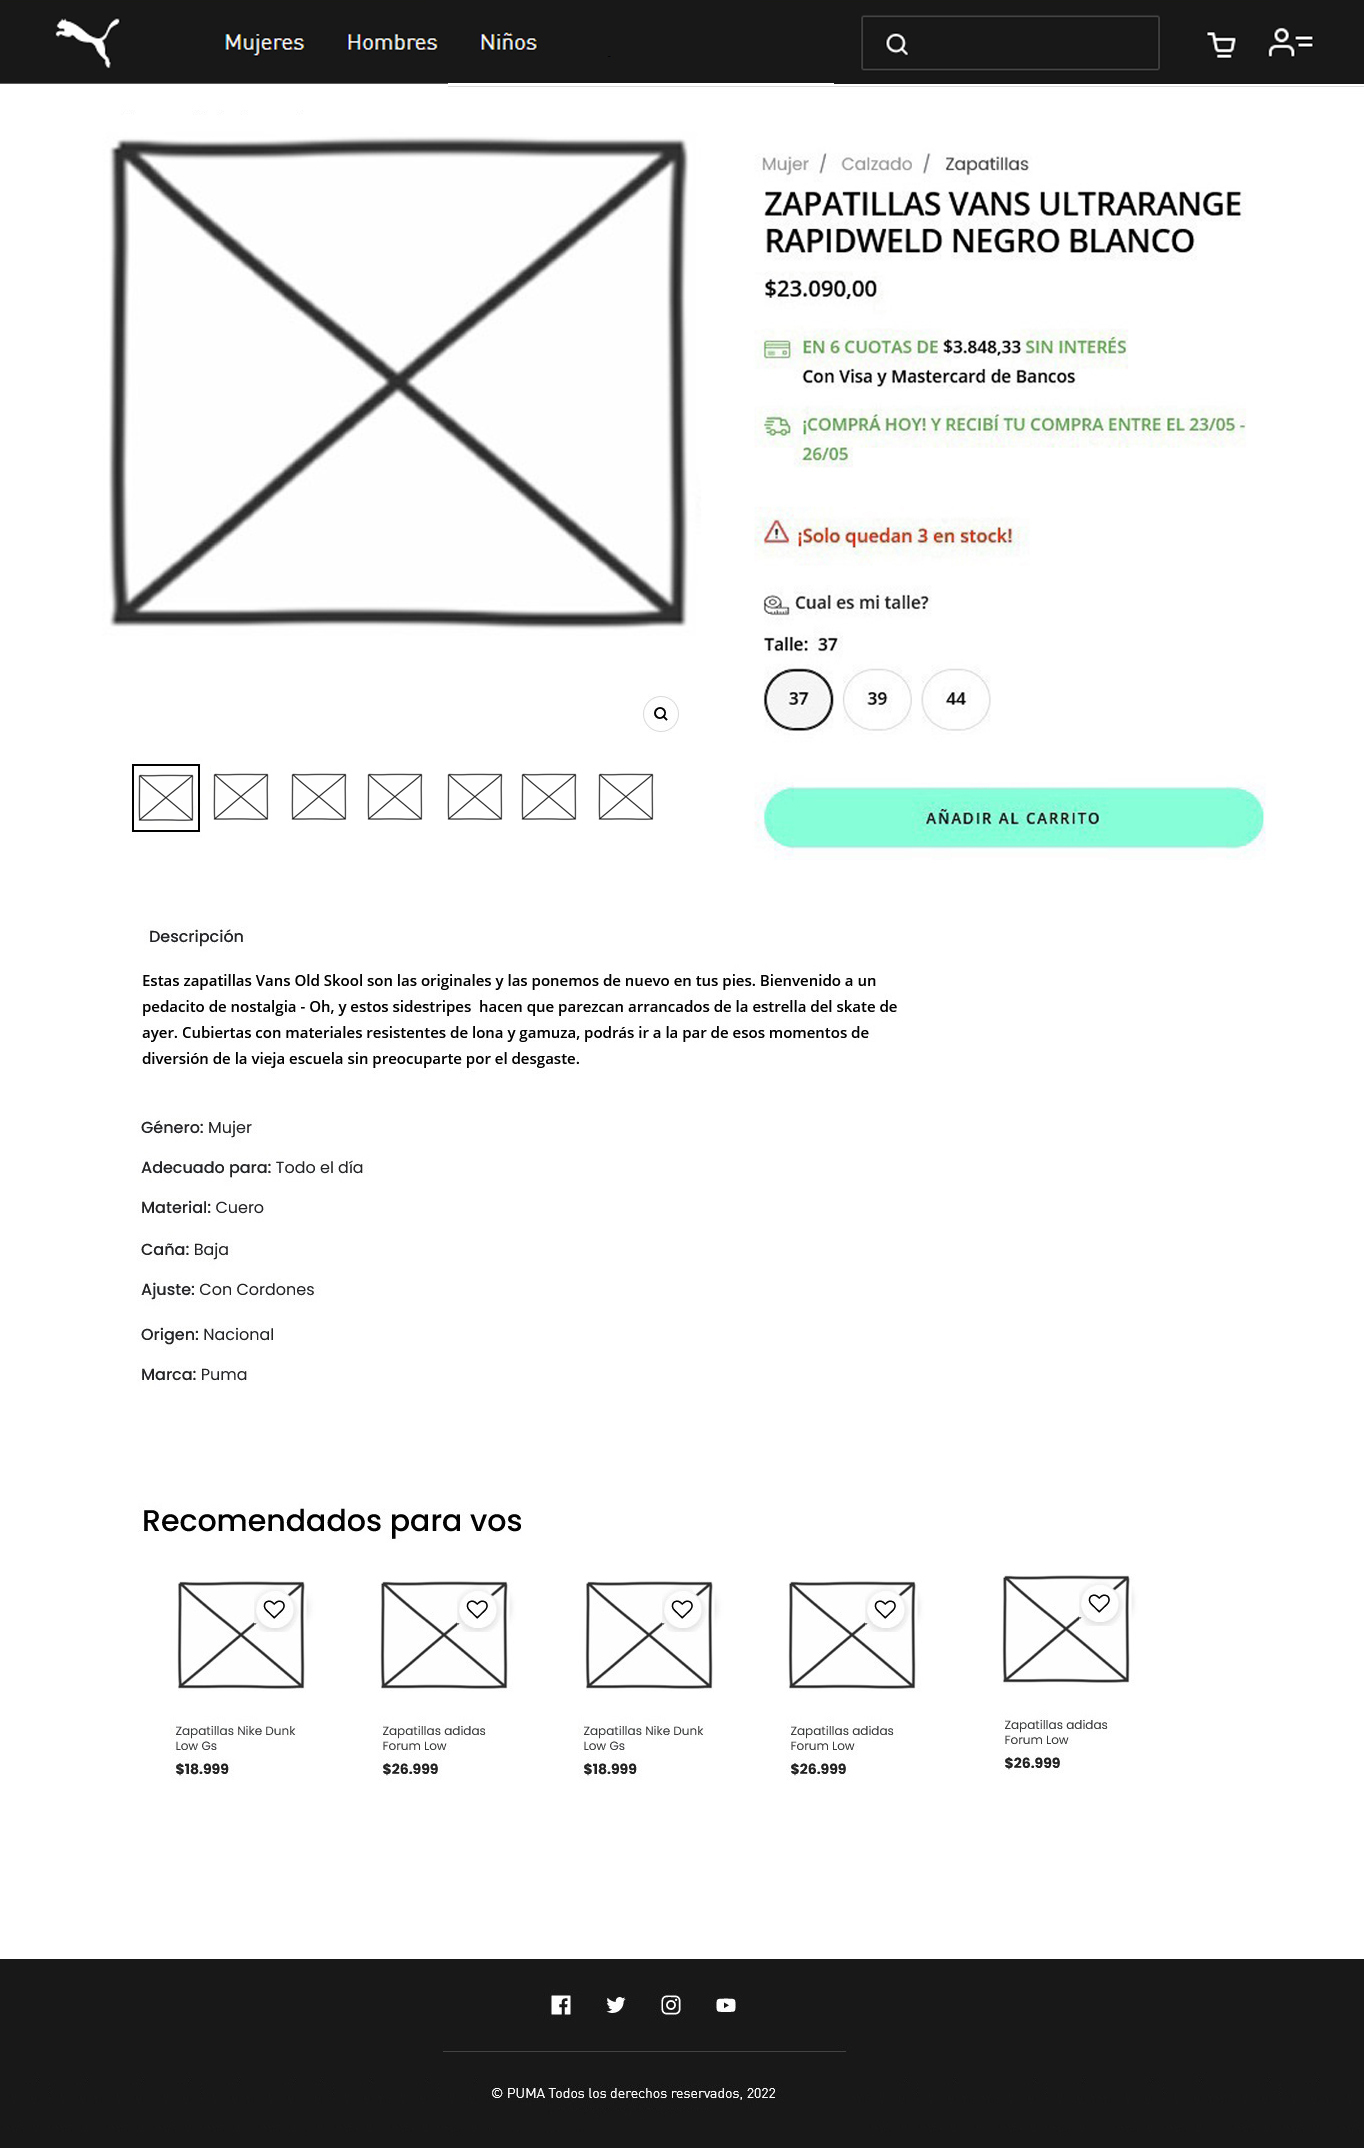 Mujeres Hombres Niños
Mujer / Calzado / Zapatillas
ZAPATILLAS VANS ULTRARANGE
RAPIDWELD NEGRO BLANCO
$23.090,00
EN 6 CUOTAS DE $3.848,33 SIN INTERÉS
Con Visa y Mastercard de Bancos
¡COMPRÁ HOY! Y RECIBÍ TU COMPRA ENTRE EL 23/05 -
26/05
¡Solo quedan 3 en stock!
Cual es mi talle?
Talle: 37
37 39 44
AÑADIR AL CARRITO
Descripción
Estas zapatillas Vans Old Skool son las originales y las ponemos de nuevo en tus pies. Bienvenido a un
pedacito de nostalgia - Oh, y estos sidestripes hacen que parezcan arrancados de la estrella del skate de
ayer. Cubiertas con materiales resistentes de lona y gamuza, podrás ir a la par de esos momentos de
diversión de la vieja escuela sin preocuparte por el desgaste.
Género: Mujer
Adecuado para: Todo el día
Material: Cuero
Caña: Baja
Ajuste: Con Cordones
Origen: Nacional
Marca: Puma
Recomendados para vos
Zapatillas Nike Dunk
Low Gs
$18.999
Zapatillas adidas
Forum Low
$26.999
Zapatillas Nike Dunk
Low Gs
$18.999
Zapatillas adidas
Forum Low
$26.999
Zapatillas adidas
Forum Low
$26.999
© PUMA Todos los derechos reservados, 2022